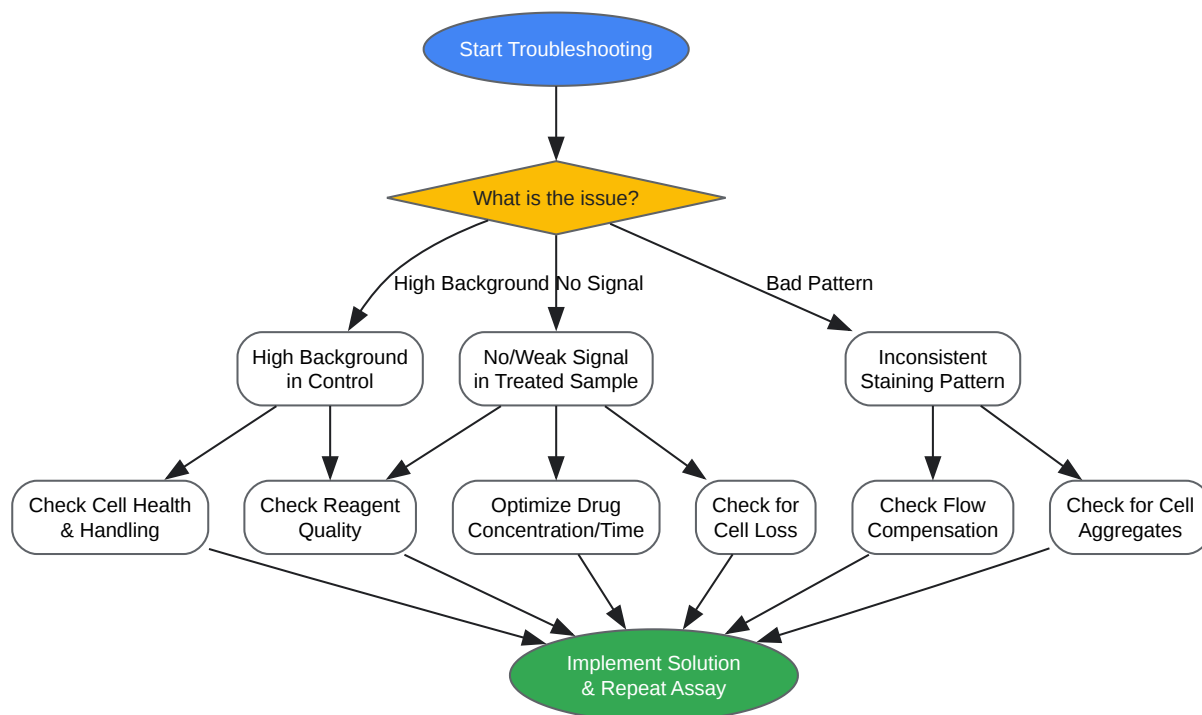 Start Troubleshooting
What is the issue?
High Background
No Signal
Bad Pattern
High Background
in Control
No/Weak Signal
in Treated Sample
Inconsistent
Staining Pattern
Check Cell Health
& Handling
Check Reagent
Quality
Optimize Drug
Concentration/Time
Check for
Cell Loss
Check Flow
Compensation
Check for Cell
Aggregates
Implement Solution
& Repeat Assay